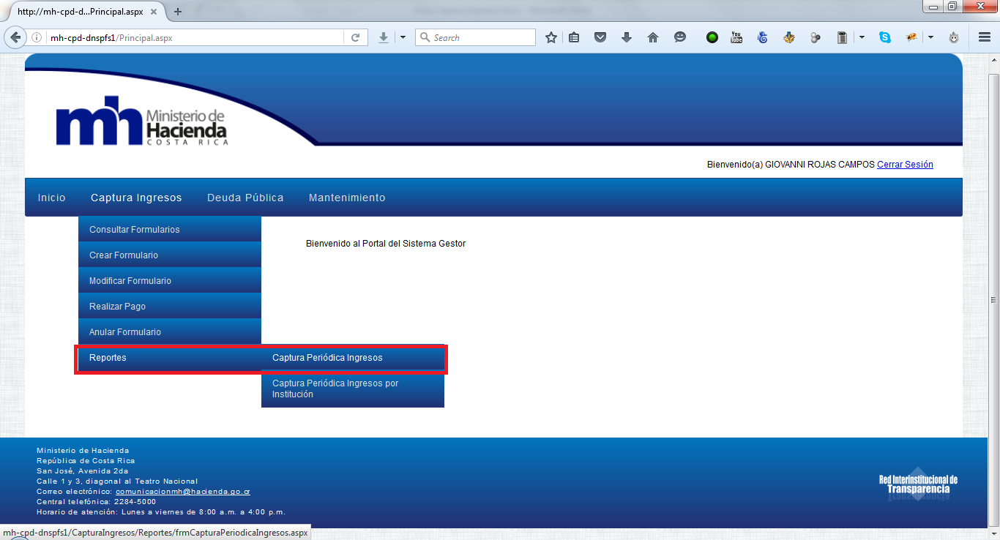 http://mh-cpd-d...Principal.aspx
mh-cpd-dnspfs1/Principal.aspx
Search
You
Tube
mh Ministerio de
Hacienda
COSTA RICA
Bienvenido(a) GIOVANNI ROJAS CAMPOS Cerrar Sesión
Inicio Captura Ingresos Deuda Pública Mantenimiento
Consultar Formularios
Bienvenido al Portal del Sistema Gestor
Crear Formulario
Modificar Formulario
Realizar Pago
Anular Formulario
Reportes Captura Periódica Ingresos
Captura Periódica Ingresos por
Institución
Ministerio de Hacienda
República de Costa Rica
San José, Avenida 2da
Calle 1 y 3, diagonal al Teatro Nacional
Correo electrónico: comunicacionmh@hacienda.go.cr
Central telefónica: 2284-5000
Horario de atención: Lunes a viernes de 8:00 a.m. a 4:00 p.m.
Red Interinstitucional de
Transparencia
mh-cpd-dnspfs1/CapturaIngresos/Reportes/frmCapturaPeriodicaIngresos.aspx